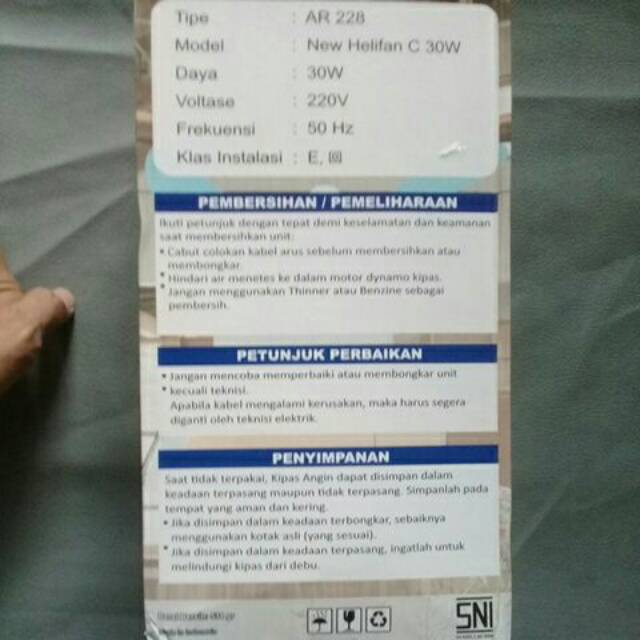 Tipe : AR 228
Model : New Helifan C 30W
Daya : 30W
Voltase : 220V
Frekuensi : 50 Hz
Klas Instalasi : E,
PEMBERSIHAN / PEMELIHARAAN
Ikuti petunjuk dengan tepat demi keselamatan dan keamanan
saat membersihkan unit:
• Cabut colokan kabel arus sebelum membersihkan atau
membongkar.
• Hindari air menetes ke dalam motor dynamo kipas.
• Jangan menggunakan Thinner atau Benzine sebagai
pembersih.
PETUNJUK PERBAIKAN
• Jangan mencoba memperbaiki atau membongkar unit
• kecuali teknisi.
Apabila kabel mengalami kerusakan, maka harus segera
diganti oleh teknisi elektrik.
PENYIMPANAN
Saat tidak terpakai, Kipas Angin dapat disimpan dalam
keadaan terpasang maupun tidak terpasang. Simpanlah pada
tempat yang aman dan kering.
• Jika disimpan dalam keadaan terbongkar, sebaiknya
menggunakan kotak asli (yang sesuai).
• Jika disimpan dalam keadaan terpasang, ingatlah untuk
melindungi kipas dari debu.
Made in Indonesia
SNI